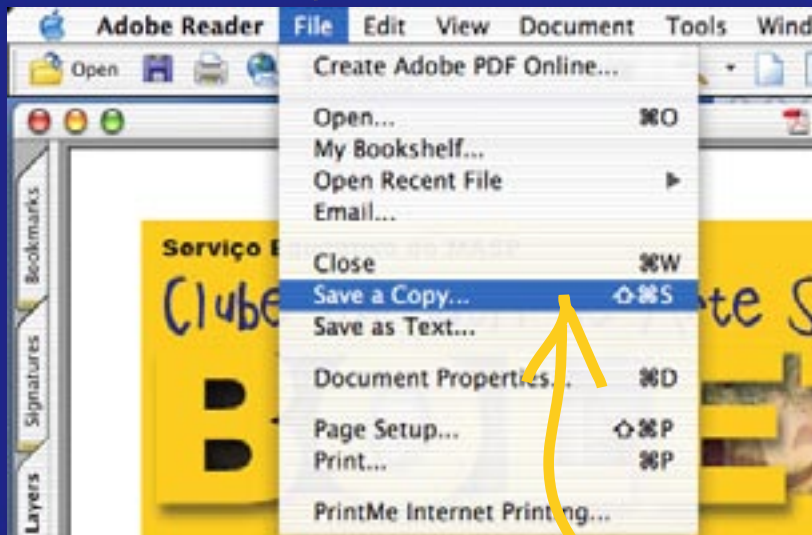 Adobe Reader File Edit View Document Tools Wind
Open
Create Adobe PDF Online...
Open... ⌘O
My Bookshelf...
Open Recent File ▶
Email...
Close ⌘W
Save a Copy... ⇧⌘S
Save as Text...
Document Properties... ⌘D
Page Setup... ⇧⌘P
Print... ⌘P
PrintMe Internet Printing...
Bookmarks
Signatures
Layers
Serviço E
Clube
te S